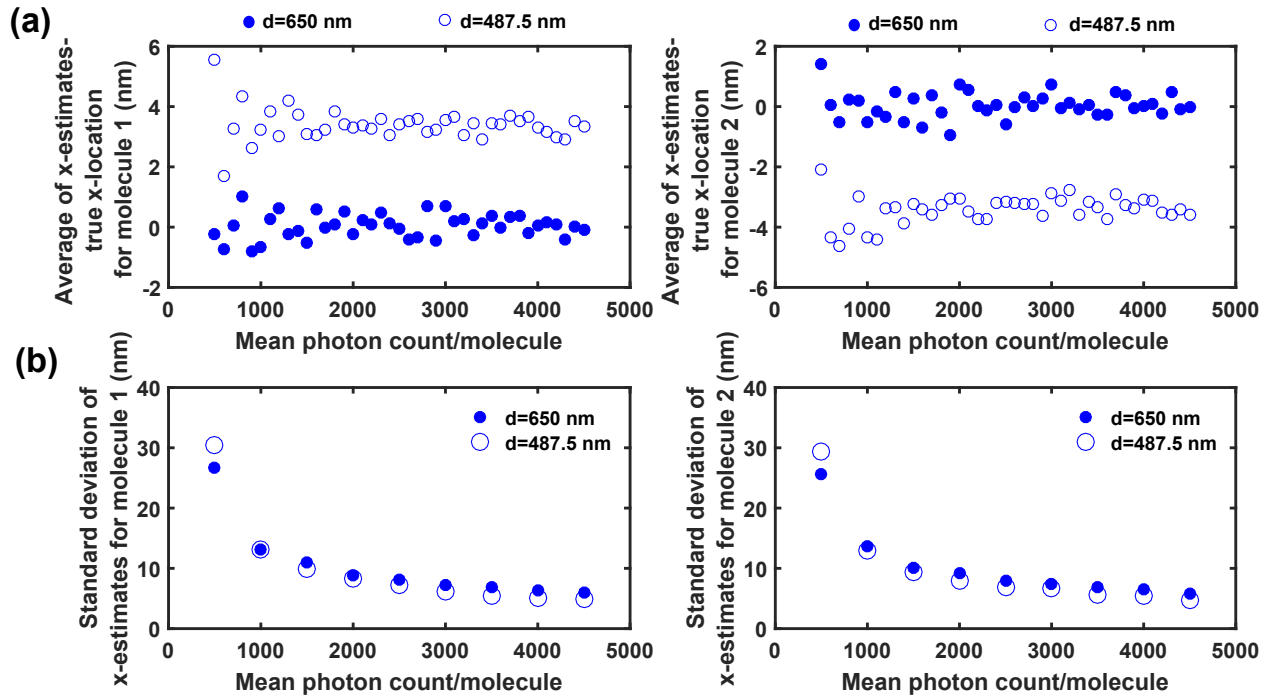 (a)
d=650 nm
d=487.5 nm
Average of x-estimates-
true x-location
for molecule 1 (nm)
6
4
2
0
-2
0
1000
2000
3000
4000
5000
Mean photon count/molecule
d=650 nm
d=487.5 nm
Average of x-estimates-
true x-location
for molecule 2 (nm)
2
0
-2
-4
-6
0
1000
2000
3000
4000
5000
Mean photon count/molecule
(b)
Standard deviation of
x-estimates for molecule 1 (nm)
40
30
20
10
0
d=650 nm
d=487.5 nm
0
1000
2000
3000
4000
5000
Mean photon count/molecule
Standard deviation of
x-estimates for molecule 2 (nm)
40
30
20
10
0
d=650 nm
d=487.5 nm
0
1000
2000
3000
4000
5000
Mean photon count/molecule